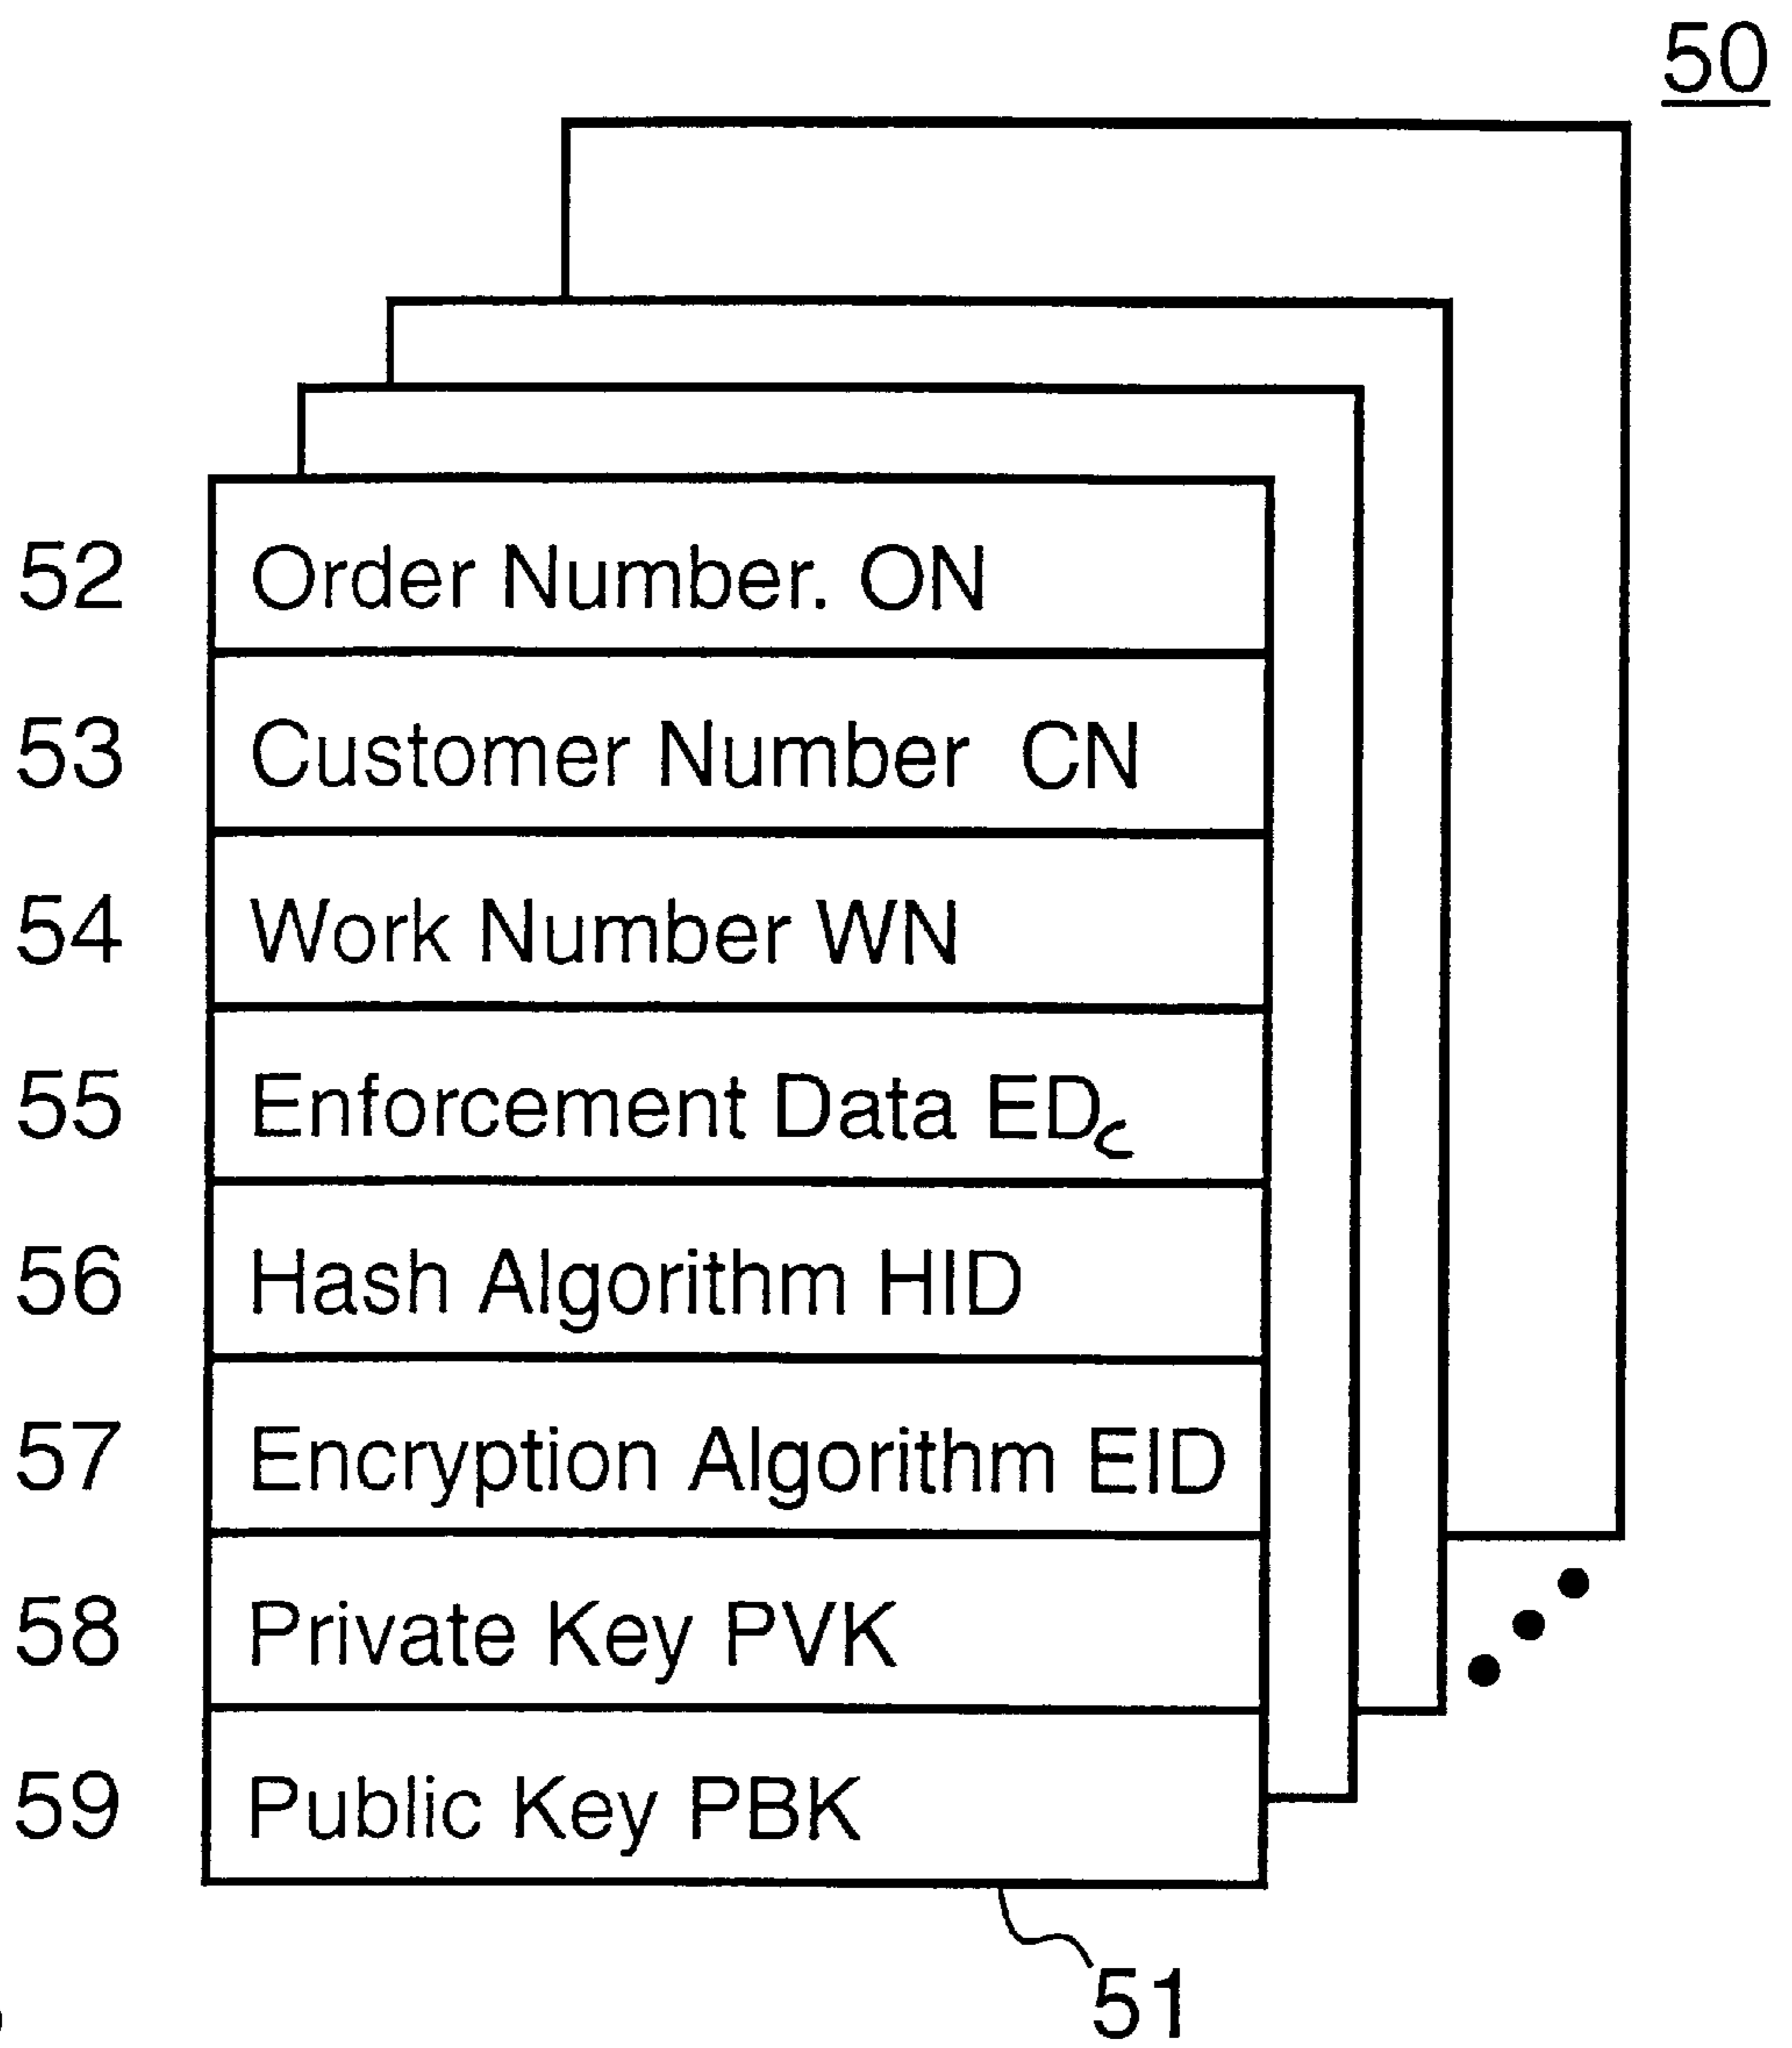 50
52 Order Number. ON
53 Customer Number CN
54 Work Number WN
55 Enforcement Data EDc
56 Hash Algorithm HID
57 Encryption Algorithm EID
58 Private Key PVK
59 Public Key PBK
51